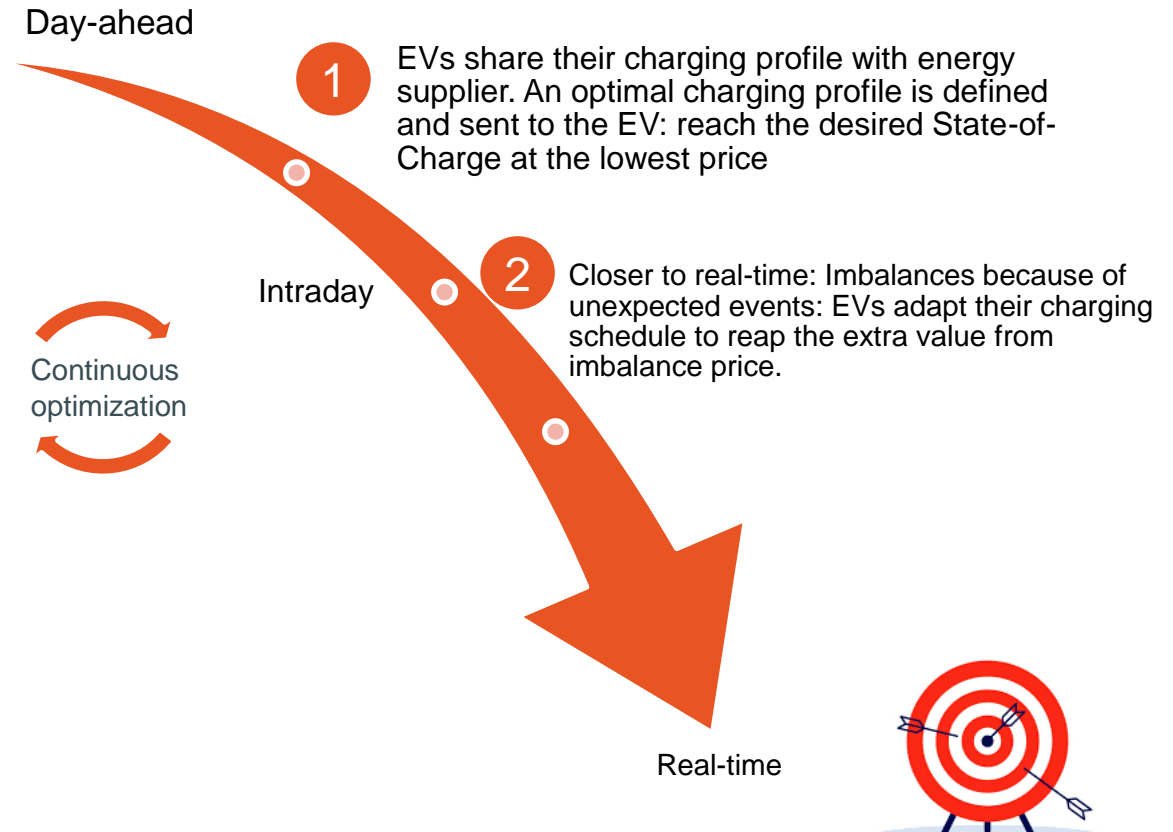 Day-ahead
1
EVs share their charging profile with energy
supplier. An optimal charging profile is defined
and sent to the EV: reach the desired State-of-
Charge at the lowest price
2
Closer to real-time: Imbalances because of
unexpected events: EVs adapt their charging
schedule to reap the extra value from
imbalance price.
Intraday
Continuous
optimization
Real-time